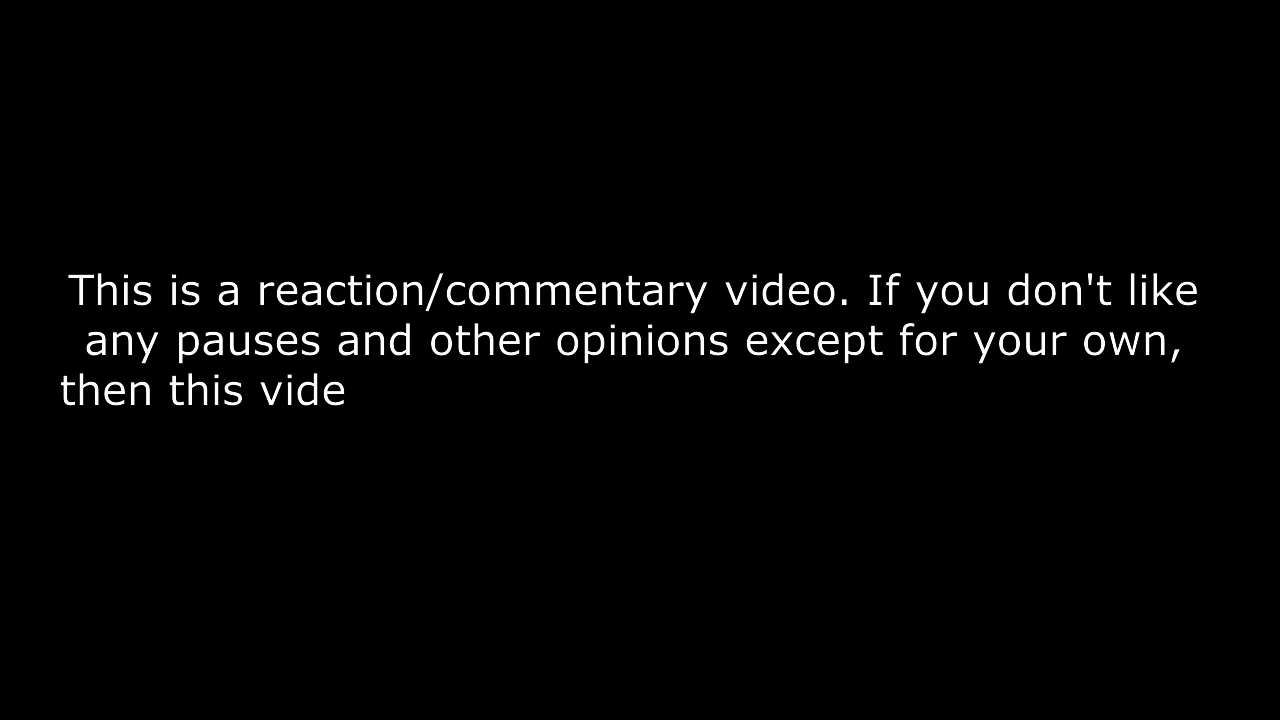 This is a reaction/commentary video. If you don't like
any pauses and other opinions except for your own,
then this vide